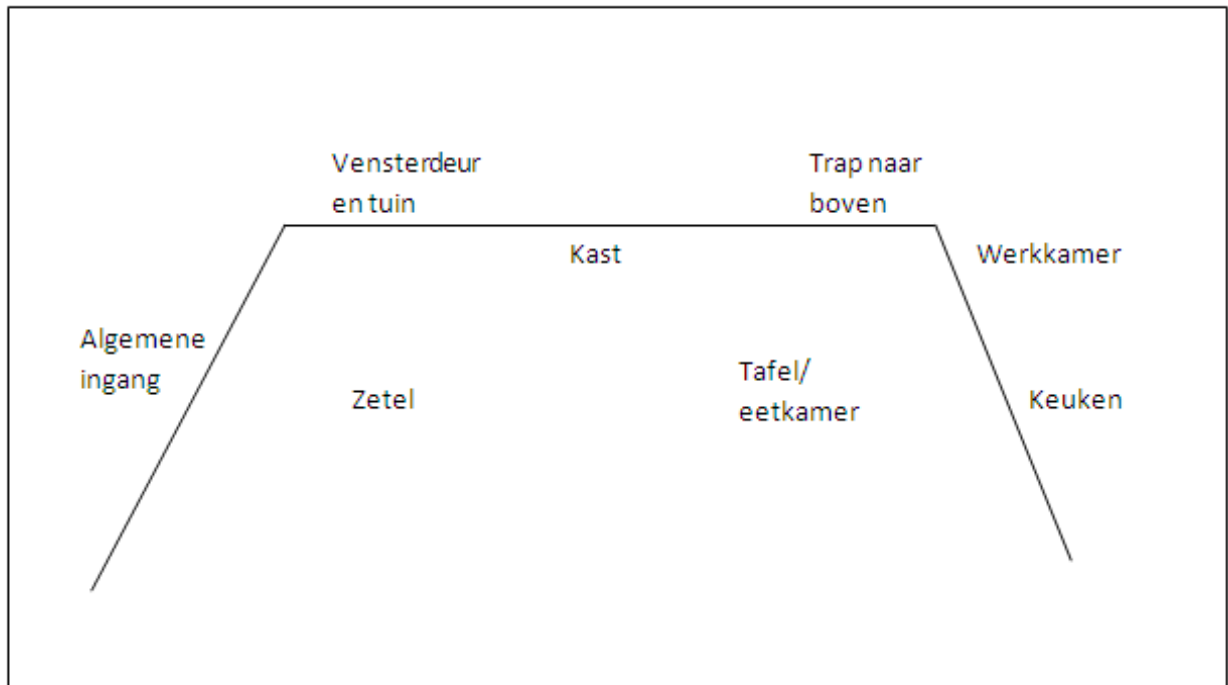 Vensterdeur
en tuin
Trap naar
boven
Kast
Werkkamer
Algemene
ingang
Zetel
Tafel/
eetkamer
Keuken